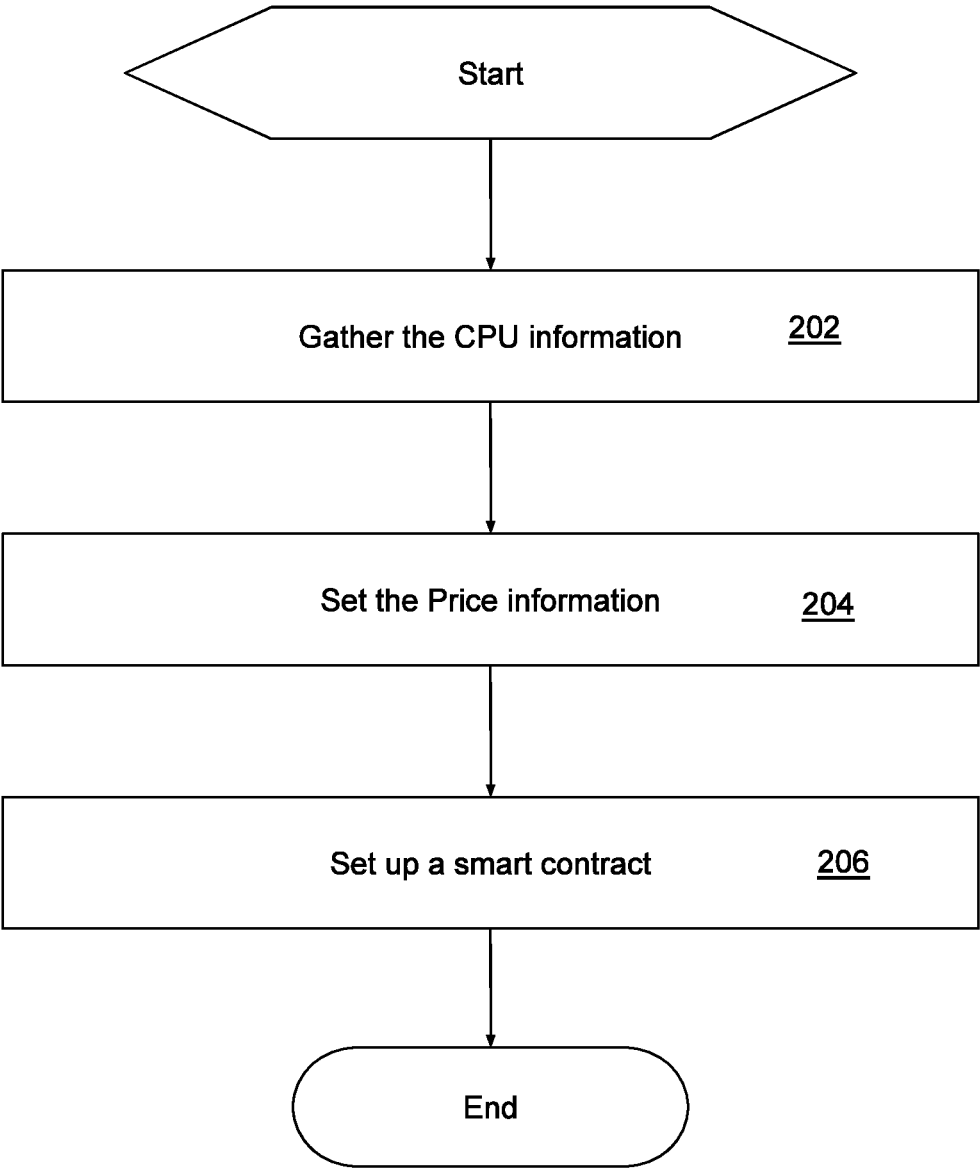 Start
Gather the CPU information 202
Set the Price information 204
Set up a smart contract 206
End